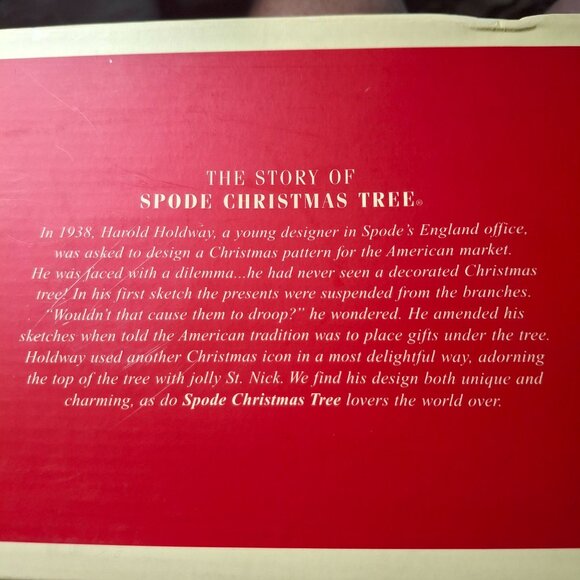 THE STORY OF
SPODE CHRISTMAS TREE®
In 1938, Harold Holdway, a young designer in Spode's England office,
was asked to design a Christmas pattern for the American market.
He was faced with a dilemma...he had never seen a decorated Christmas
tree! In his first sketch the presents were suspended from the branches.
"Wouldn't that cause them to droop?" he wondered. He amended his
sketches when told the American tradition was to place gifts under the tree.
Holdway used another Christmas icon in a most delightful way, adorning
the top of the tree with jolly St. Nick. We find his design both unique and
charming, as do Spode Christmas Tree lovers the world over.